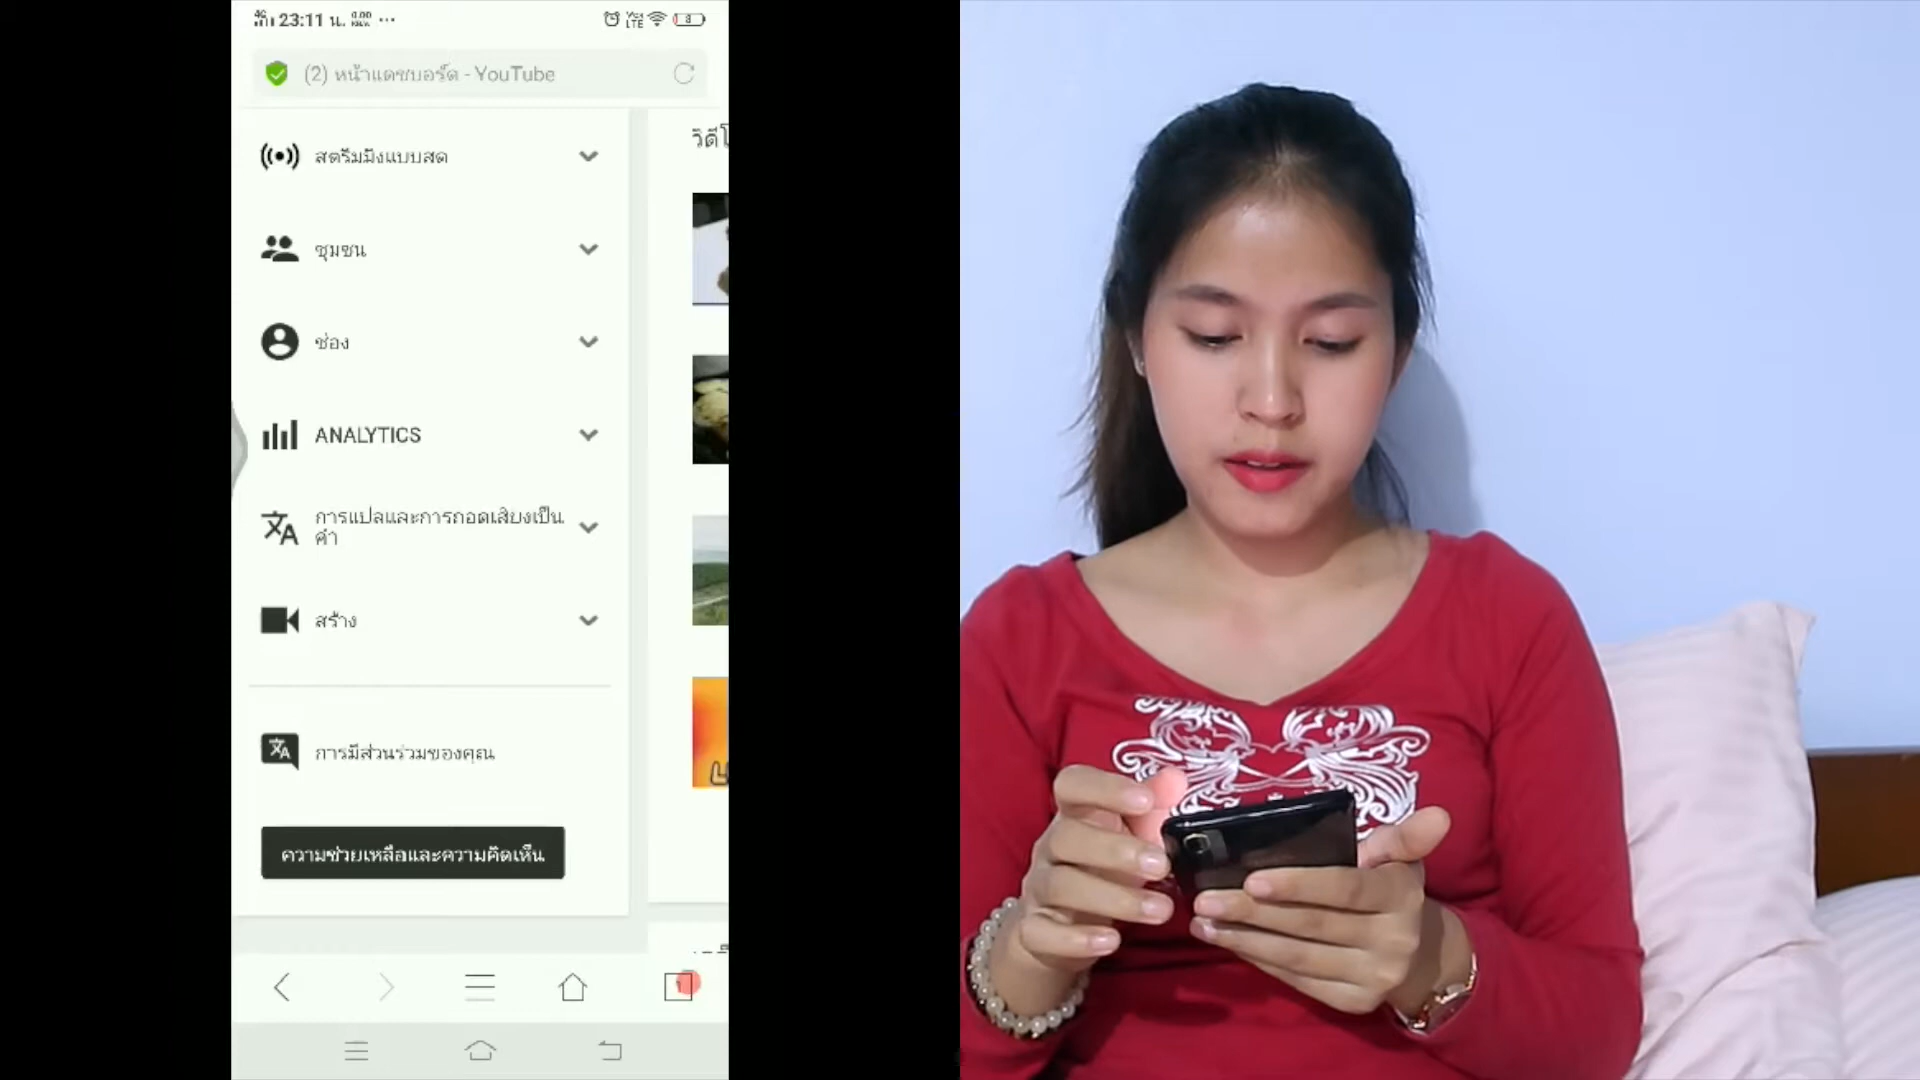 4G 23:11 น. 0.00 ...
VoLTE 8
(2) หน้าแดชบอร์ด - YouTube
สตรีมมิงแบบสด
ชุมชน
ช่อง
ANALYTICS
การแปลและการถอดเสียงเป็น
คำ
สร้าง
การมีส่วนร่วมของคุณ
ความช่วยเหลือและความคิดเห็น